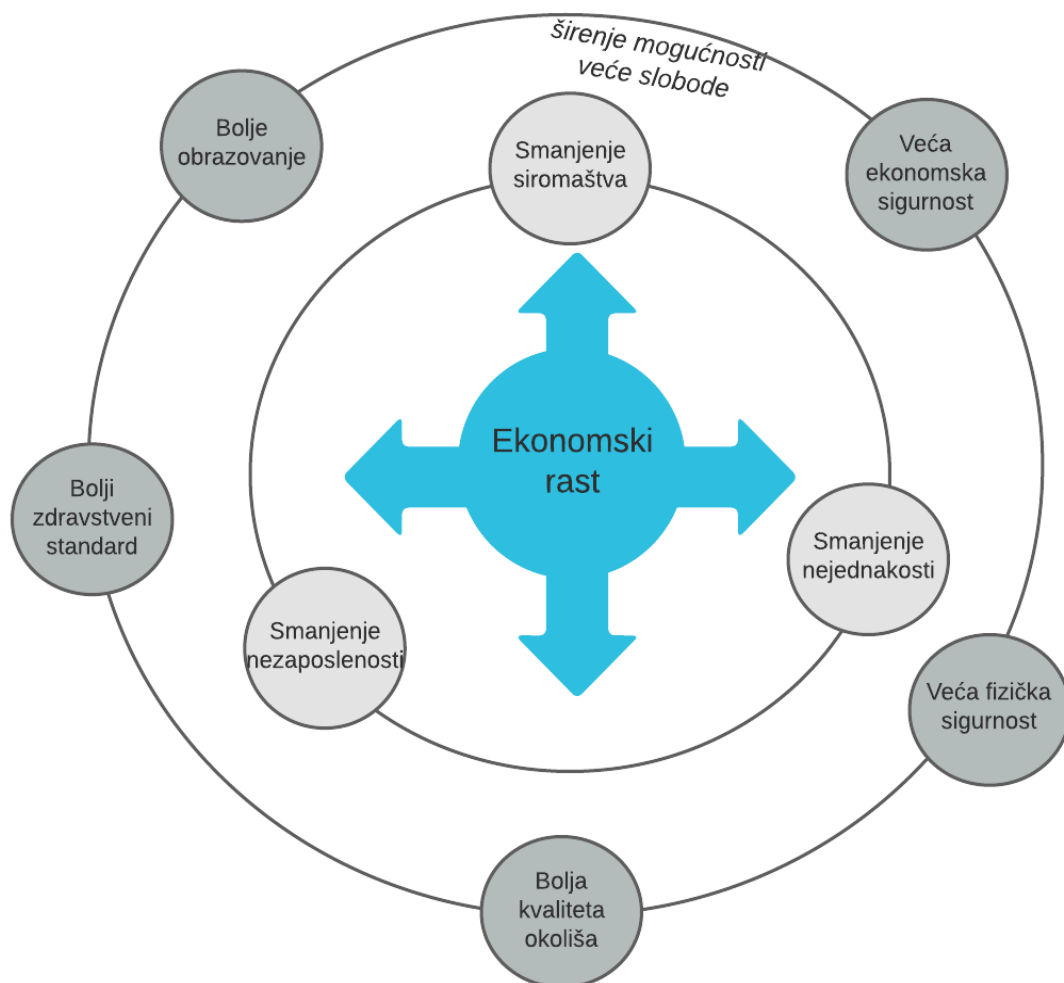 širenje mogućnosti
veće slobode
Bolje
obrazovanje
Smanjenje
siromaštva
Veća
ekonomska
sigurnost
Ekonomski
rast
Bolji
zdravstveni
standard
Smanjenje
nejednakosti
Smanjenje
nezaposlenosti
Veća fizička
sigurnost
Bolja
kvaliteta
okoliša